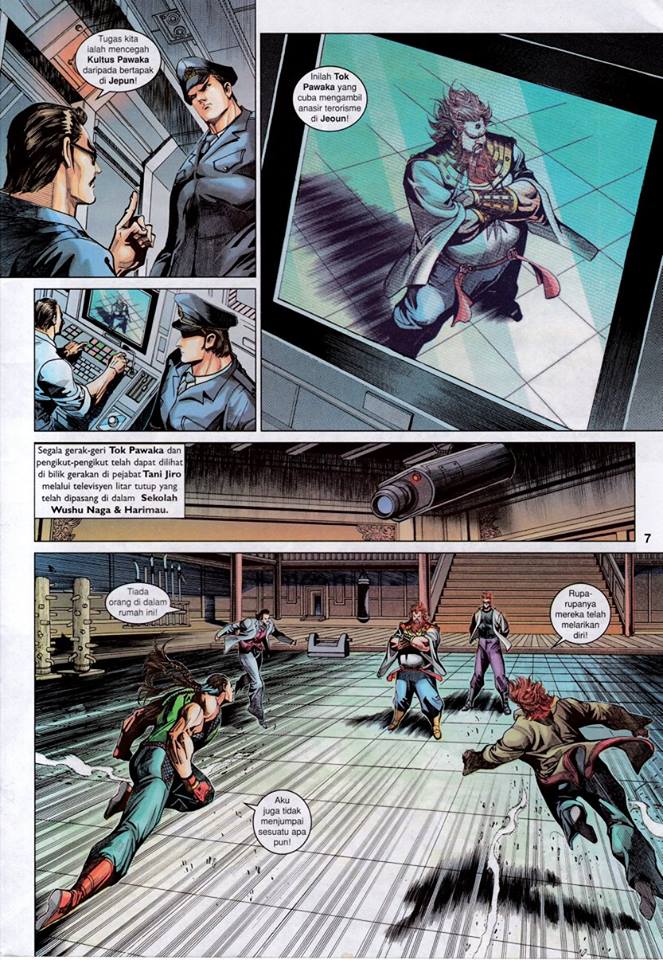 Tugas kita
ialah mencegah
Kultus Pawaka
daripada bertapak
di Jepun!
Inilah Tok
Pawaka yang
cuba mengambil
anasir terorisme
di Jeoun!
Segala gerak-geri Tok Pawaka dan
pengikut-pengikut telah dapat dilihat
di bilik gerakan di pejabat Tani Jiro
melalui televisyen litar tutup yang
telah dipasang di dalam Sekolah
Wushu Naga & Harimau.
7
Tiada
orang di dalam
rumah ini!
Rupa-
rupanya
mereka telah
melarikan
diri!
Aku
juga tidak
menjumpai
sesuatu apa
pun!